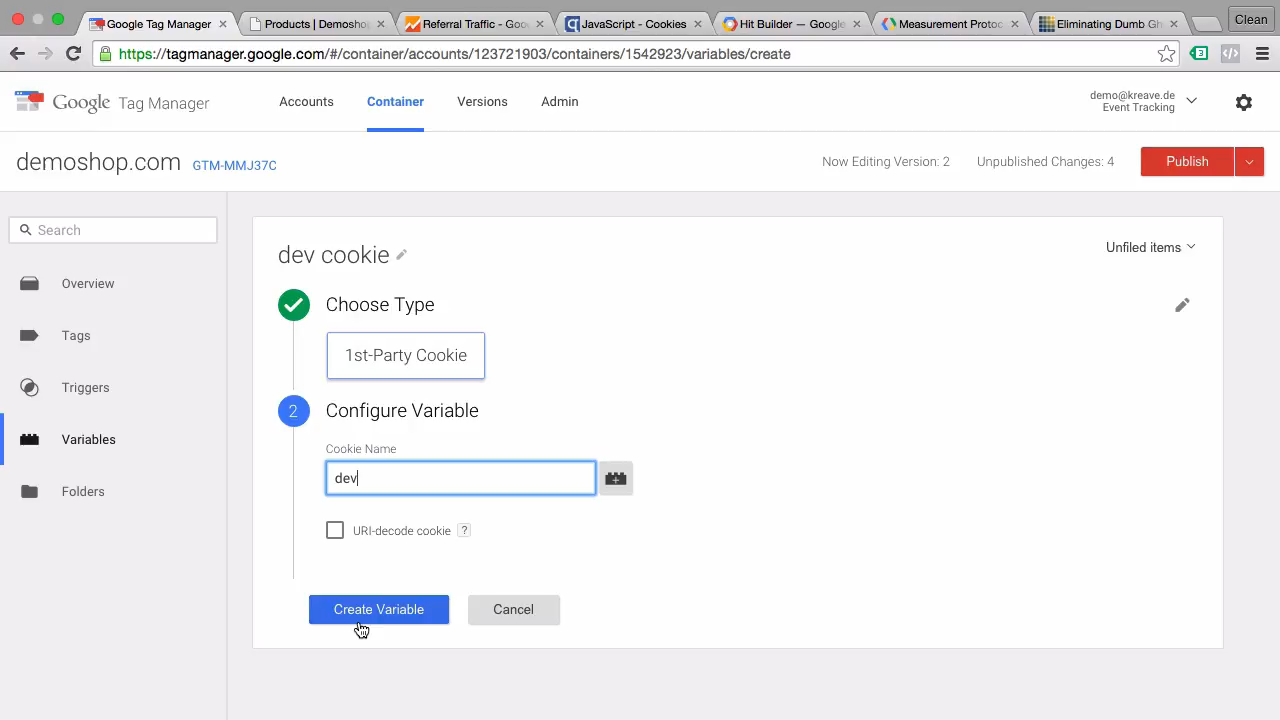 Google Tag Manager
Products | Demoshop
Referral Traffic - Goo
JavaScript - Cookies
Hit Builder — Google
Measurement Protoc
Eliminating Dumb Gh
Clean
https://tagmanager.google.com/#/container/accounts/123721903/containers/1542923/variables/create
Google Tag Manager
Accounts
Container
Versions
Admin
demo@kreave.de
Event Tracking
demoshop.com GTM-MMJ37C
Now Editing Version: 2
Unpublished Changes: 4
Publish
Search
Overview
Tags
Triggers
Variables
Folders
dev cookie
Unfiled items
Choose Type
1st-Party Cookie
2 Configure Variable
Cookie Name
dev
URI-decode cookie ?
Create Variable
Cancel